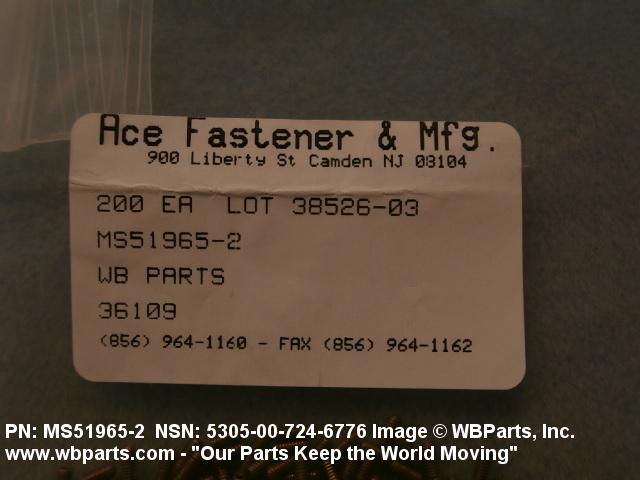 Ace Fastener & Mfg.
900 Liberty St Camden NJ 08104
200 EA LOT 38526-03
MS51965-2
WB PARTS
36109
(856) 964-1160 - FAX (856) 964-1162
PN: MS51965-2 NSN: 5305-00-724-6776 Image © WBParts, Inc.
www.wbparts.com - "Our Parts Keep the World Moving"